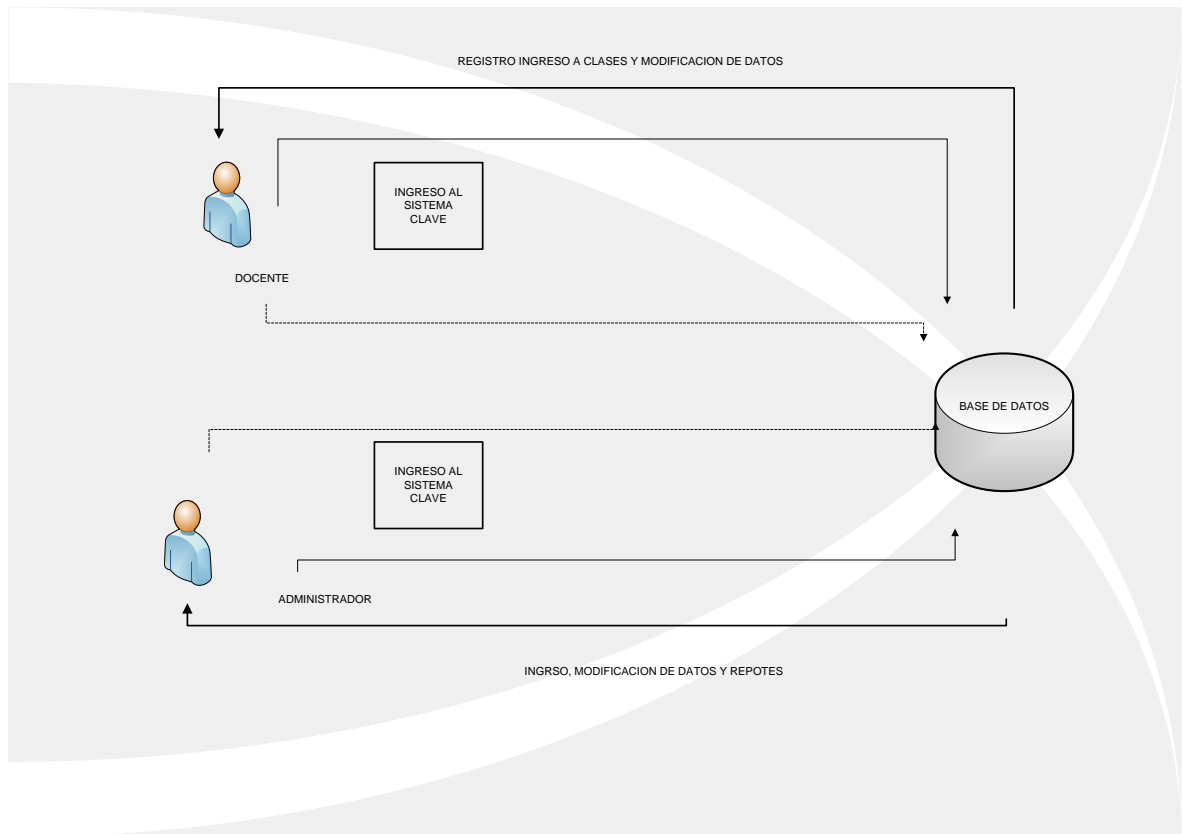 REGISTRO INGRESO A CLASES Y MODIFICACION DE DATOS
INGRESO AL
SISTEMA
CLAVE
DOCENTE
BASE DE DATOS
INGRESO AL
SISTEMA
CLAVE
ADMINISTRADOR
INGRSO, MODIFICACION DE DATOS Y REPOTES